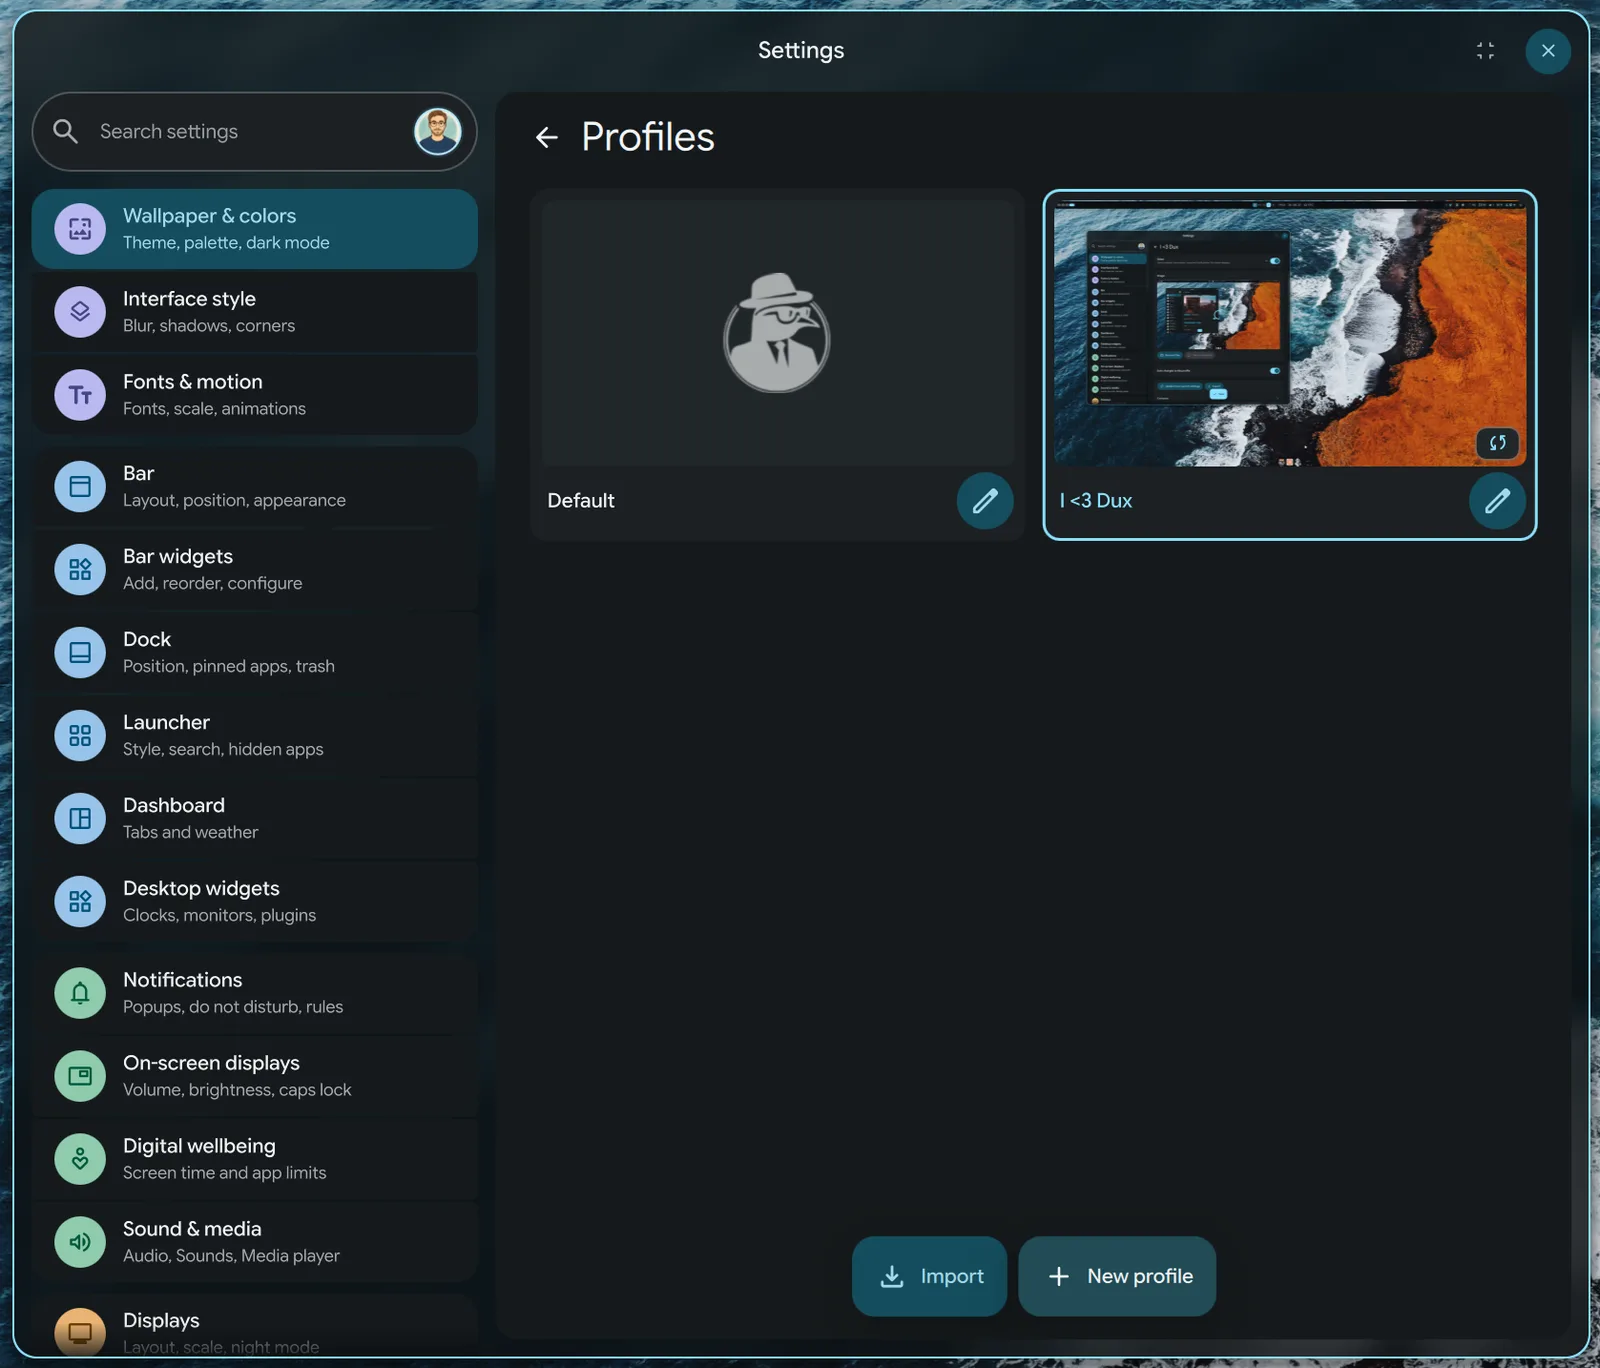 Settings
Search settings
Wallpaper & colors
Theme, palette, dark mode
Interface style
Blur, shadows, corners
Fonts & motion
Fonts, scale, animations
Bar
Layout, position, appearance
Bar widgets
Add, reorder, configure
Dock
Position, pinned apps, trash
Launcher
Style, search, hidden apps
Dashboard
Tabs and weather
Desktop widgets
Clocks, monitors, plugins
Notifications
Popups, do not disturb, rules
On-screen displays
Volume, brightness, caps lock
Digital wellbeing
Screen time and app limits
Sound & media
Audio, Sounds, Media player
Displays
Layout, scale, night mode
Profiles
I <3 Dux
Default
I <3 Dux
Import
New profile